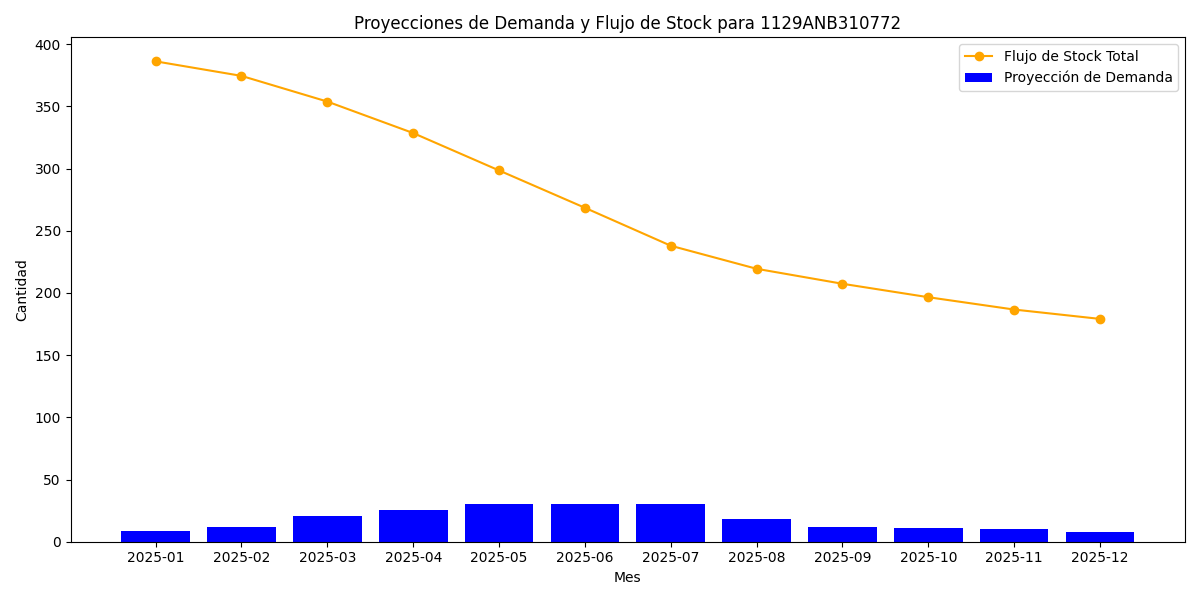 Proyecciones de Demanda y Flujo de Stock para 1129ANB310772
Flujo de Stock Total
Proyección de Demanda
Cantidad
400
350
300
250
200
150
100
50
0
2025-01 2025-02 2025-03 2025-04 2025-05 2025-06 2025-07 2025-08 2025-09 2025-10 2025-11 2025-12
Mes